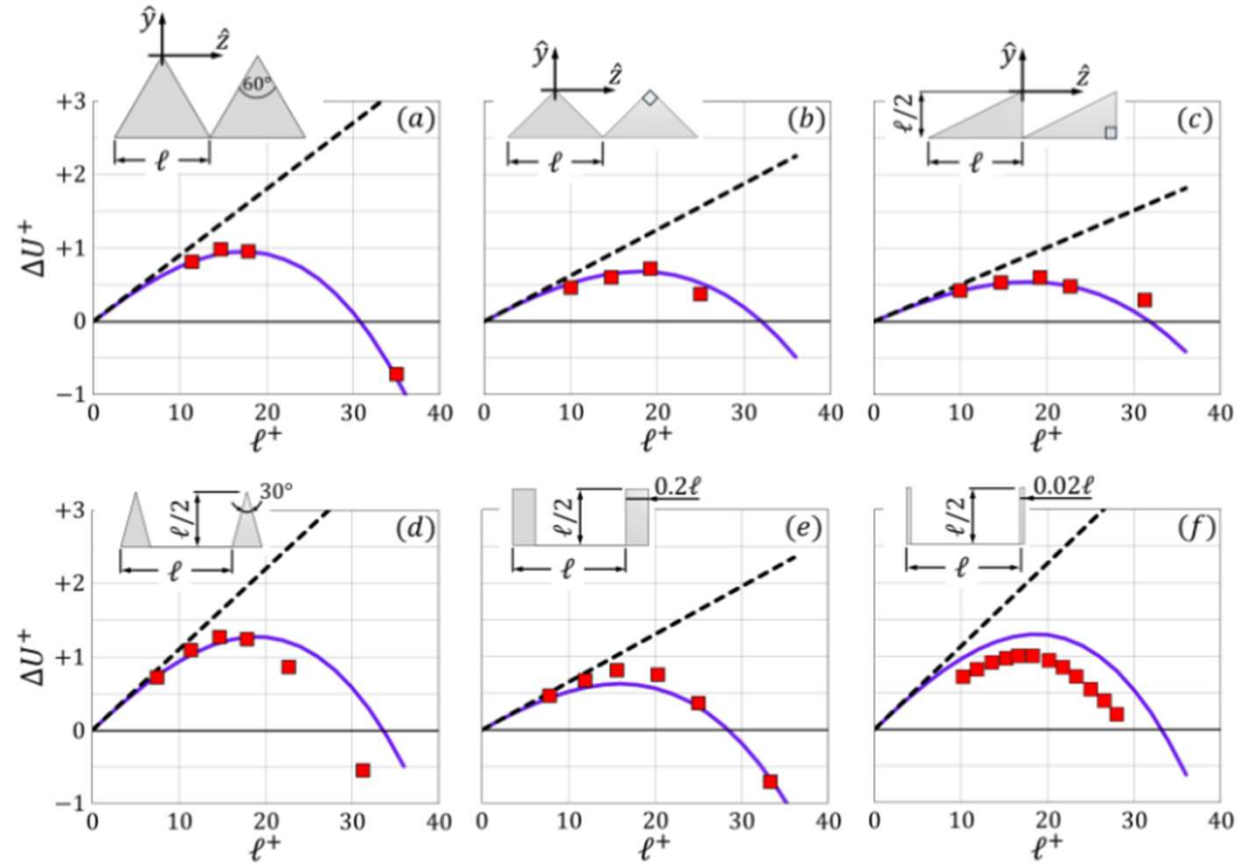 ŷ
ẑ
60°
ℓ
(a)
ŷ
ẑ
ℓ
(b)
ŷ
ẑ
ℓ/2
ℓ
(c)
ΔU⁺
+3
+2
+1
0
−1
0 10 20 30 40
ℓ⁺
0 10 20 30 40
ℓ⁺
0 10 20 30 40
ℓ⁺
30°
ℓ/2
ℓ
(d)
0.2ℓ
ℓ/2
ℓ
(e)
0.02ℓ
ℓ/2
ℓ
(f)
ΔU⁺
+3
+2
+1
0
−1
0 10 20 30 40
ℓ⁺
0 10 20 30 40
ℓ⁺
0 10 20 30 40
ℓ⁺